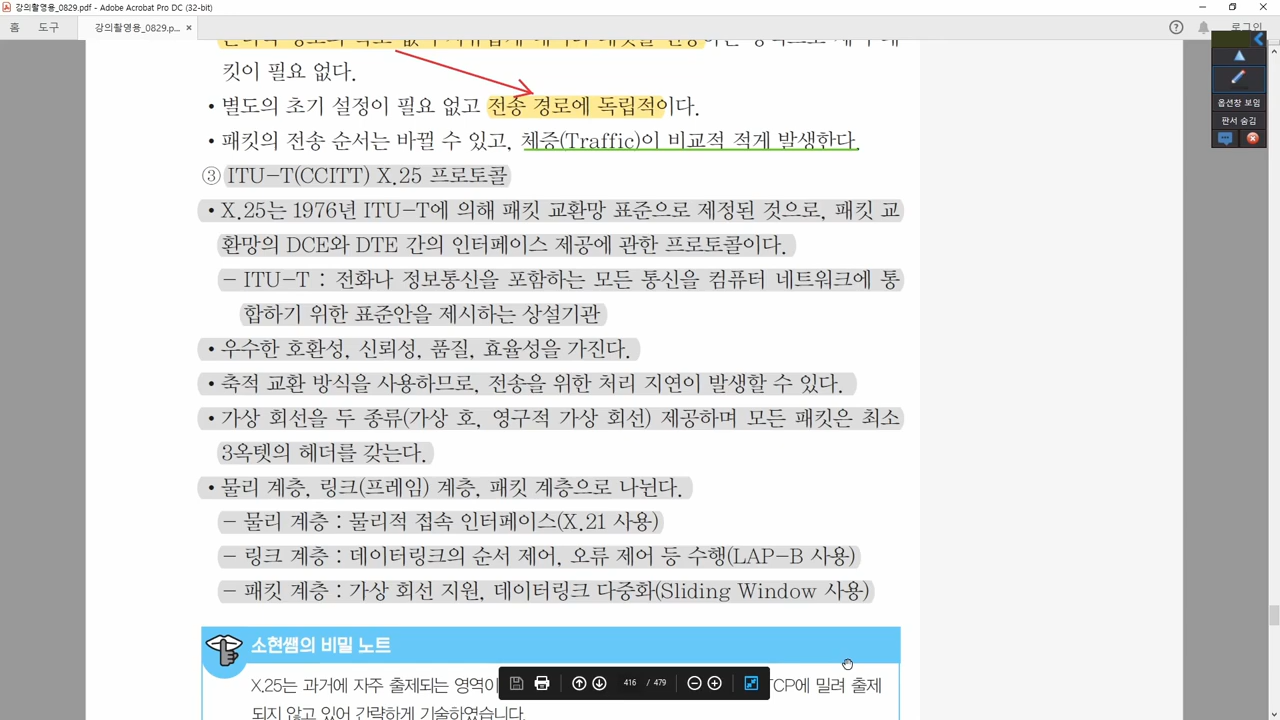 강의촬영용_0829.pdf - Adobe Acrobat Pro DC (32-bit)
홈 도구 강의촬영용_0829.p... × 로그인
킷이 필요 없다.
• 별도의 초기 설정이 필요 없고 전송 경로에 독립적이다.
• 패킷의 전송 순서는 바뀔 수 있고, 체증(Traffic)이 비교적 적게 발생한다.
③ ITU-T(CCITT) X.25 프로토콜
• X.25는 1976년 ITU-T에 의해 패킷 교환망 표준으로 제정된 것으로, 패킷 교
환망의 DCE와 DTE 간의 인터페이스 제공에 관한 프로토콜이다.
- ITU-T : 전화나 정보통신을 포함하는 모든 통신을 컴퓨터 네트워크에 통
합하기 위한 표준안을 제시하는 상설기관
• 우수한 호환성, 신뢰성, 품질, 효율성을 가진다.
• 축적 교환 방식을 사용하므로, 전송을 위한 처리 지연이 발생할 수 있다.
• 가상 회선을 두 종류(가상 호, 영구적 가상 회선) 제공하며 모든 패킷은 최소
3옥텟의 헤더를 갖는다.
• 물리 계층, 링크(프레임) 계층, 패킷 계층으로 나뉜다.
- 물리 계층 : 물리적 접속 인터페이스(X.21 사용)
- 링크 계층 : 데이터링크의 순서 제어, 오류 제어 등 수행(LAP-B 사용)
- 패킷 계층 : 가상 회선 지원, 데이터링크 다중화(Sliding Window 사용)
소현쌤의 비밀 노트
X.25는 과거에 자주 출제되는 영역이 TCP에 밀려 출제
되지 않고 있어 간략하게 기술하였습니다.
416 / 479
옵션창 보임
판서 숨김